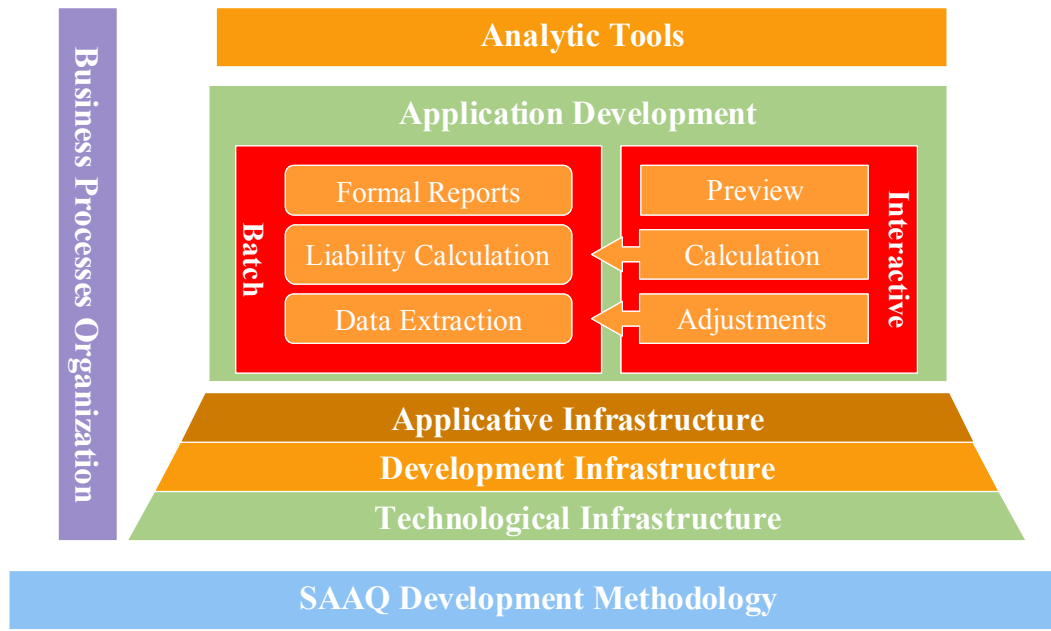 Business Processes Organization
Analytic Tools
Application Development
Batch
Formal Reports
Liability Calculation
Data Extraction
Preview
Calculation
Adjustments
Interactive
Applicative Infrastructure
Development Infrastructure
Technological Infrastructure
SAAQ Development Methodology